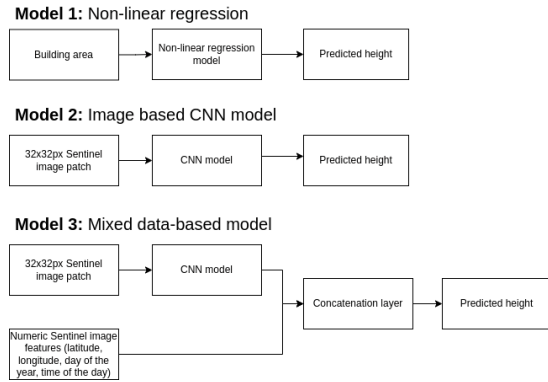 Model 1: Non-linear regression
Building area
Non-linear regression
model
Predicted height
Model 2: Image based CNN model
32x32px Sentinel
image patch
CNN model
Predicted height
Model 3: Mixed data-based model
32x32px Sentinel
image patch
CNN model
Concatenation layer
Predicted height
Numeric Sentinel image
features (latitude,
longitude, day of the
year, time of the day)